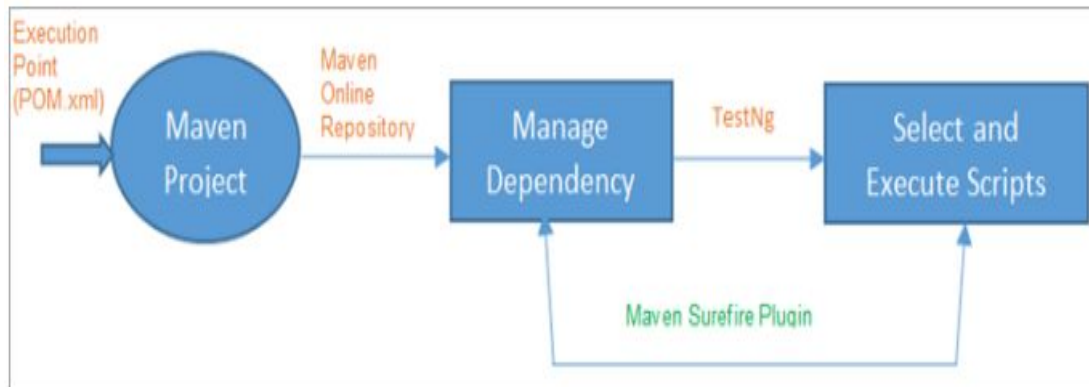 Execution
Point
(POM.xml)
Maven
Project
Maven
Online
Repository
Manage
Dependency
TestNg
Select and
Execute Scripts
Maven Surefire Plugin